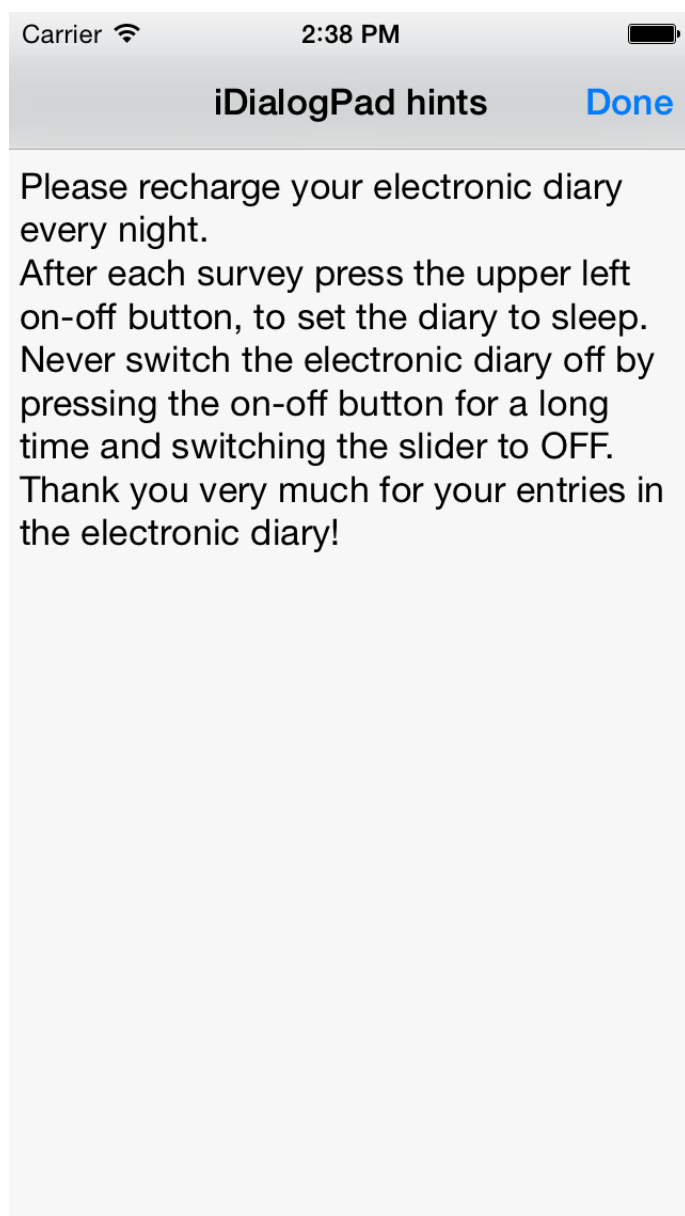 Carrier 2:38 PM
iDialogPad hints Done
Please recharge your electronic diary
every night.
After each survey press the upper left
on-off button, to set the diary to sleep.
Never switch the electronic diary off by
pressing the on-off button for a long
time and switching the slider to OFF.
Thank you very much for your entries in
the electronic diary!